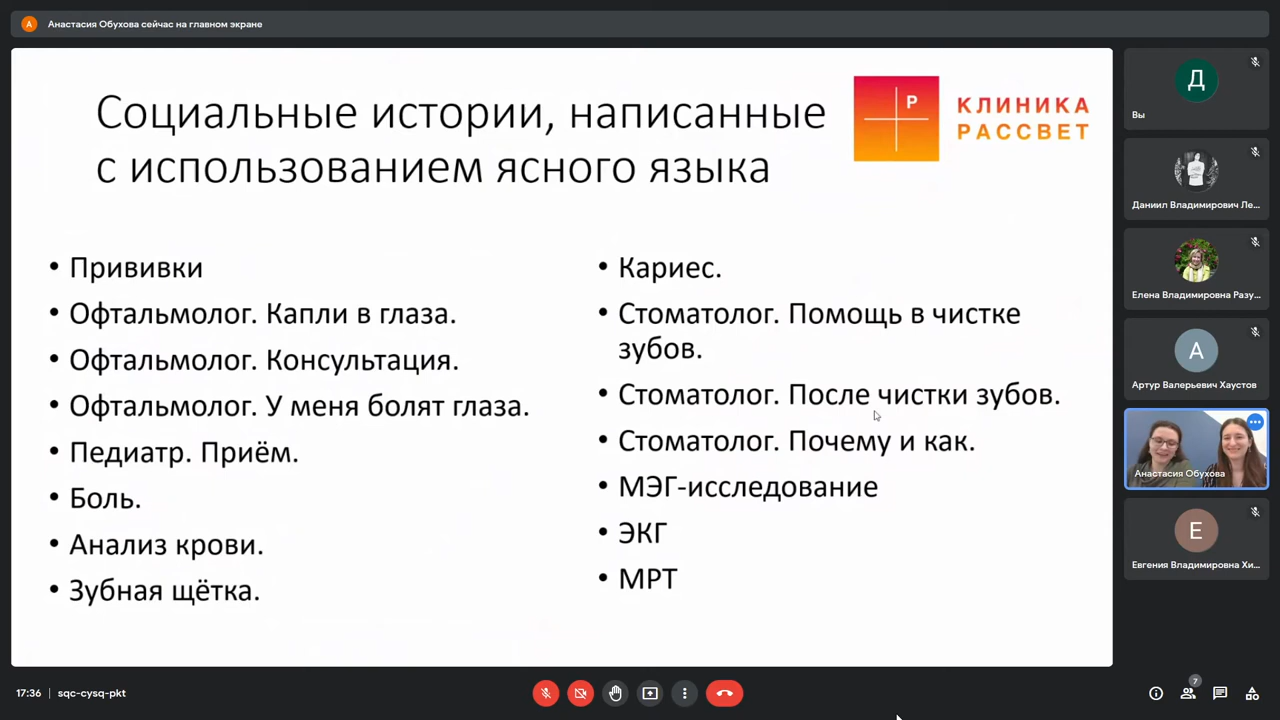 А
Анастасия Обухова сейчас на главном экране
Социальные истории, написанные
с использованием ясного языка
Р
КЛИНИКА
РАССВЕТ
• Прививки
• Офтальмолог. Капли в глаза.
• Офтальмолог. Консультация.
• Офтальмолог. У меня болят глаза.
• Педиатр. Приём.
• Боль.
• Анализ крови.
• Зубная щётка.
• Кариес.
• Стоматолог. Помощь в чистке
зубов.
• Стоматолог. После чистки зубов.
• Стоматолог. Почему и как.
• МЭГ-исследование
• ЭКГ
• МРТ
Д
Вы
Даниил Владимирович Ле...
Елена Владимировна Разу...
А
Артур Валерьевич Хаустов
Анастасия Обухова
Е
Евгения Владимировна Хи...
17:36 | sqc-cysq-pkt
7